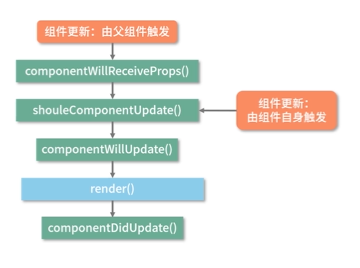 组件更新：由父组件触发
componentWillReceiveProps()
shouleComponentUpdate()
组件更新：
由组件自身触发
componentWillUpdate()
render()
componentDidUpdate()